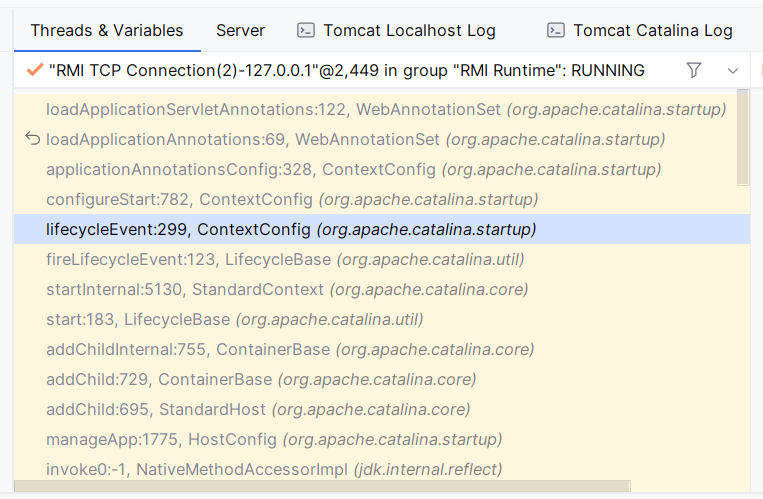 Threads & Variables Server Tomcat Localhost Log Tomcat Catalina Log
"RMI TCP Connection(2)-127.0.0.1"@2,449 in group "RMI Runtime": RUNNING
loadApplicationServletAnnotations:122, WebAnnotationSet (org.apache.catalina.startup)
loadApplicationAnnotations:69, WebAnnotationSet (org.apache.catalina.startup)
applicationAnnotationsConfig:328, ContextConfig (org.apache.catalina.startup)
configureStart:782, ContextConfig (org.apache.catalina.startup)
lifecycleEvent:299, ContextConfig (org.apache.catalina.startup)
fireLifecycleEvent:123, LifecycleBase (org.apache.catalina.util)
startInternal:5130, StandardContext (org.apache.catalina.core)
start:183, LifecycleBase (org.apache.catalina.util)
addChildInternal:755, ContainerBase (org.apache.catalina.core)
addChild:729, ContainerBase (org.apache.catalina.core)
addChild:695, StandardHost (org.apache.catalina.core)
manageApp:1775, HostConfig (org.apache.catalina.startup)
invoke0:-1, NativeMethodAccessorImpl (jdk.internal.reflect)